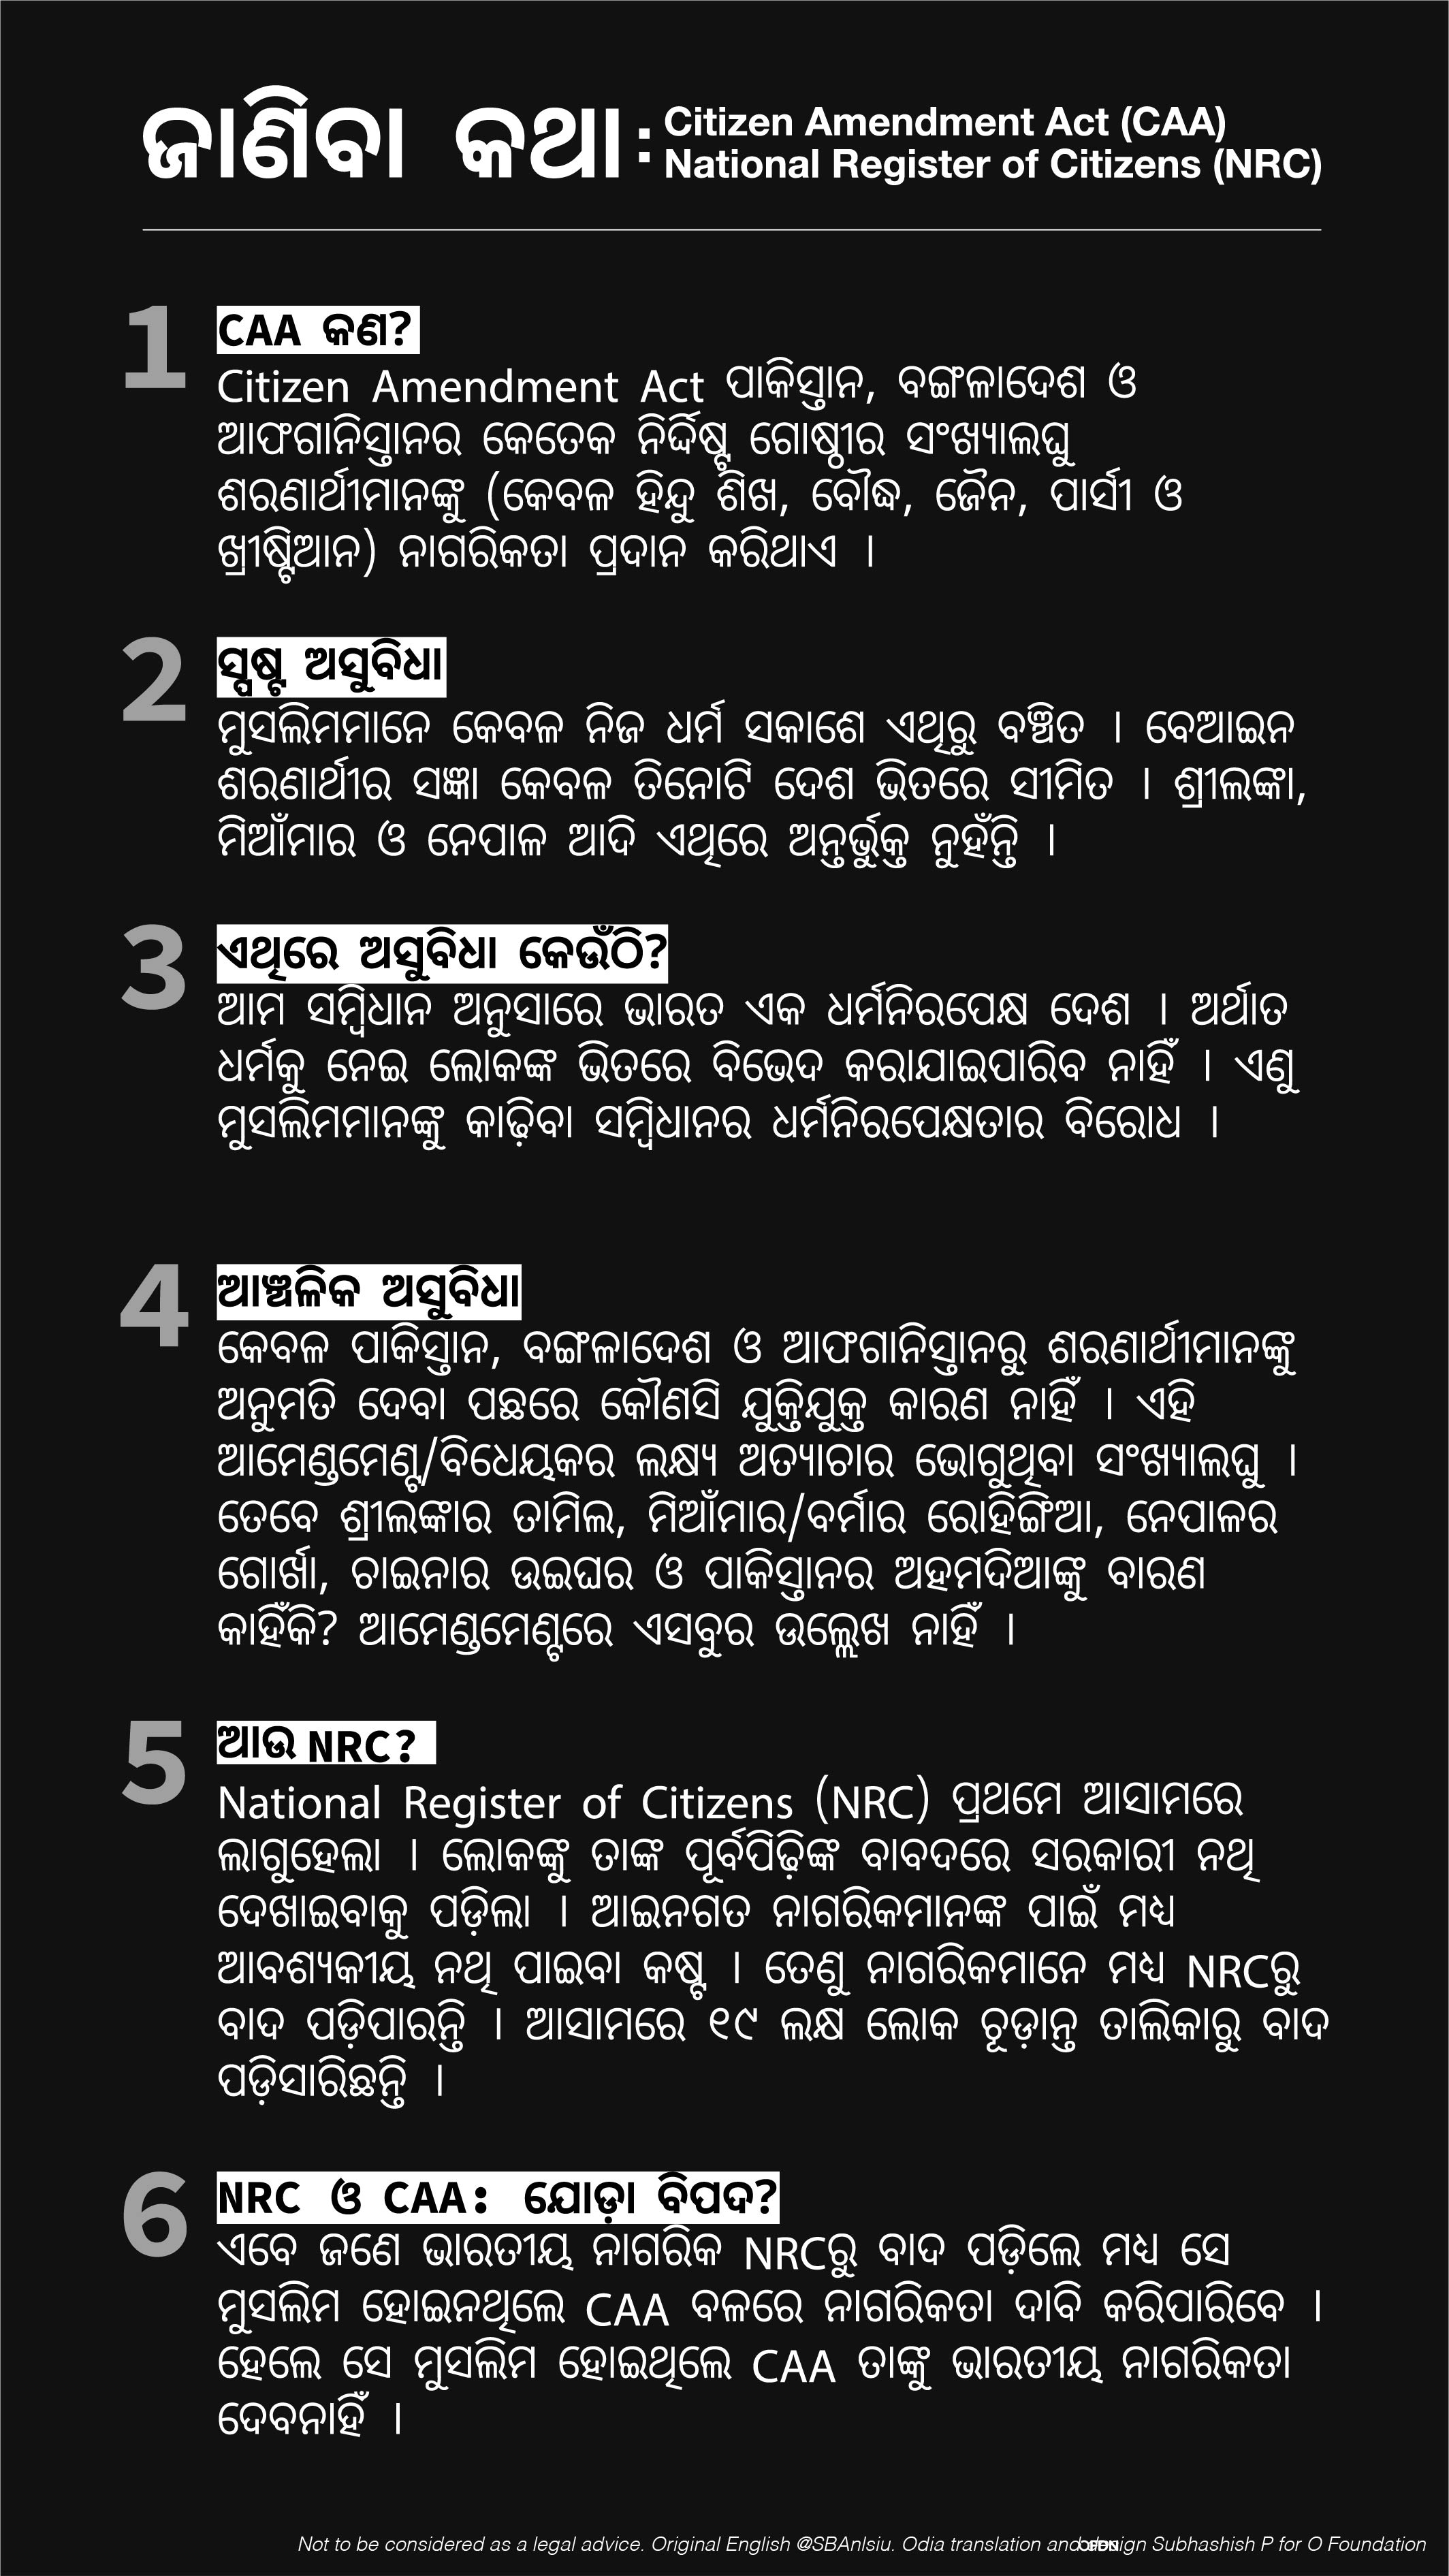 ଜାଣିବା କଥା: Citizen Amendment Act (CAA)
National Register of Citizens (NRC)
1 CAA କଣ?
Citizen Amendment Act ପାକିସ୍ତାନ, ବଙ୍ଗଳାଦେଶ ଓ
ଆଫଗାନିସ୍ତାନର କେତେକ ନିର୍ଦ୍ଦିଷ୍ଟ ଗୋଷ୍ଠୀର ସଂଖ୍ୟାଲଘୁ
ଶରଣାର୍ଥୀମାନଙ୍କୁ (କେବଳ ହିନ୍ଦୁ ଶିଖ, ବୌଦ୍ଧ, ଜୈନ, ପାର୍ସୀ ଓ
ଖ୍ରୀଷ୍ଟିଆନ) ନାଗରିକତା ପ୍ରଦାନ କରିଥାଏ ।
2 ସ୍ପଷ୍ଟ ଅସୁବିଧା
ମୁସଲିମମାନେ କେବଳ ନିଜ ଧର୍ମ ସକାଶେ ଏଥିରୁ ବଞ୍ଚିତ । ବେଆଇନ
ଶରଣାର୍ଥୀର ସଜ୍ଞା କେବଳ ତିନୋଟି ଦେଶ ଭିତରେ ସୀମିତ । ଶ୍ରୀଲଙ୍କା,
ମିଆଁମାର ଓ ନେପାଳ ଆଦି ଏଥିରେ ଅନ୍ତର୍ଭୁକ୍ତ ନୁହଁନ୍ତି ।
3 ଏଥିରେ ଅସୁବିଧା କେଉଁଠି?
ଆମ ସମ୍ବିଧାନ ଅନୁସାରେ ଭାରତ ଏକ ଧର୍ମନିରପେକ୍ଷ ଦେଶ । ଅର୍ଥାତ
ଧର୍ମକୁ ନେଇ ଲୋକଙ୍କ ଭିତରେ ବିଭେଦ କରାଯାଇପାରିବ ନାହିଁ । ଏଣୁ
ମୁସଲିମମାନଙ୍କୁ କାଢ଼ିବା ସମ୍ବିଧାନର ଧର୍ମନିରପେକ୍ଷତାର ବିରୋଧ ।
4 ଆଞ୍ଚଳିକ ଅସୁବିଧା
କେବଳ ପାକିସ୍ତାନ, ବଙ୍ଗଳାଦେଶ ଓ ଆଫଗାନିସ୍ତାନରୁ ଶରଣାର୍ଥୀମାନଙ୍କୁ
ଅନୁମତି ଦେବା ପଛରେ କୌଣସି ଯୁକ୍ତିଯୁକ୍ତ କାରଣ ନାହିଁ । ଏହି
ଆମେଣ୍ଡମେଣ୍ଟ/ବିଧେୟକର ଲକ୍ଷ୍ୟ ଅତ୍ୟାଚାର ଭୋଗୁଥିବା ସଂଖ୍ୟାଲଘୁ ।
ତେବେ ଶ୍ରୀଲଙ୍କାର ତାମିଲ, ମିଆଁମାର/ବର୍ମାର ରୋହିଙ୍ଗିଆ, ନେପାଳର
ଗୋର୍ଖା, ଚାଇନାର ଉଇଘର ଓ ପାକିସ୍ତାନର ଅହମଦିଆଙ୍କୁ ବାରଣ
କାହିଁକି? ଆମେଣ୍ଡମେଣ୍ଟରେ ଏସବୁର ଉଲ୍ଲେଖ ନାହିଁ ।
5 ଆଉ NRC?
National Register of Citizens (NRC) ପ୍ରଥମେ ଆସାମରେ
ଲାଗୁହେଲା । ଲୋକଙ୍କୁ ତାଙ୍କ ପୂର୍ବପିଢ଼ିଙ୍କ ବାବଦରେ ସରକାରୀ ନଥି
ଦେଖାଇବାକୁ ପଡ଼ିଲା । ଆଇନଗତ ନାଗରିକମାନଙ୍କ ପାଇଁ ମଧ୍ୟ
ଆବଶ୍ୟକୀୟ ନଥି ପାଇବା କଷ୍ଟ । ତେଣୁ ନାଗରିକମାନେ ମଧ୍ୟ NRCରୁ
ବାଦ ପଡ଼ିପାରନ୍ତି । ଆସାମରେ ୧୯ ଲକ୍ଷ ଲୋକ ଚୂଡ଼ାନ୍ତ ତାଲିକାରୁ ବାଦ
ପଡ଼ିସାରିଛନ୍ତି ।
6 NRC ଓ CAA: ଯୋଡ଼ା ବିପଦ?
ଏବେ ଜଣେ ଭାରତୀୟ ନାଗରିକ NRCରୁ ବାଦ ପଡ଼ିଲେ ମଧ୍ୟ ସେ
ମୁସଲିମ ହୋଇନଥିଲେ CAA ବଳରେ ନାଗରିକତା ଦାବି କରିପାରିବେ ।
ହେଲେ ସେ ମୁସଲିମ ହୋଇଥିଲେ CAA ତାଙ୍କୁ ଭାରତୀୟ ନାଗରିକତା
ଦେବନାହିଁ ।
Not to be considered as a legal advice. Original English @SBAnlsiu. Odia translation and design Subhashish P for O Foundation